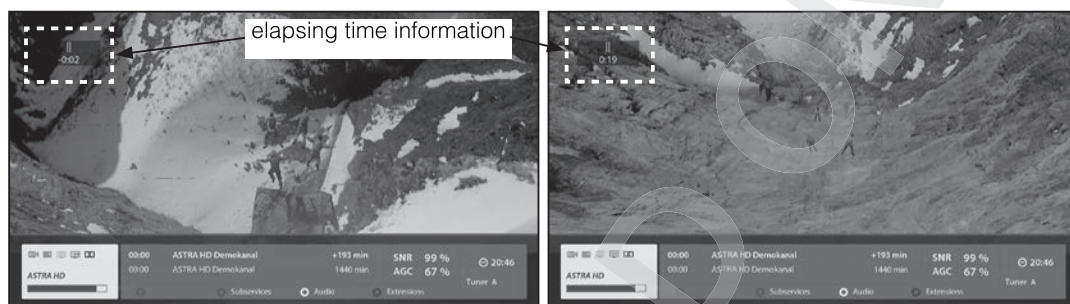 elapsing time information
-0:02
0:19
ASTRA HD
00:00 ASTRA HD Demokanal +193 min
00:00 ASTRA HD Demokanal 1440 min
SNR 99 %
AGC 67 %
20:46
Tuner A
Subservices Audio Extensions
ASTRA HD
00:00 ASTRA HD Demokanal +193 min
00:00 ASTRA HD Demokanal 1440 min
SNR 99 %
AGC 67 %
20:46
Tuner A
Subservices Audio Extensions